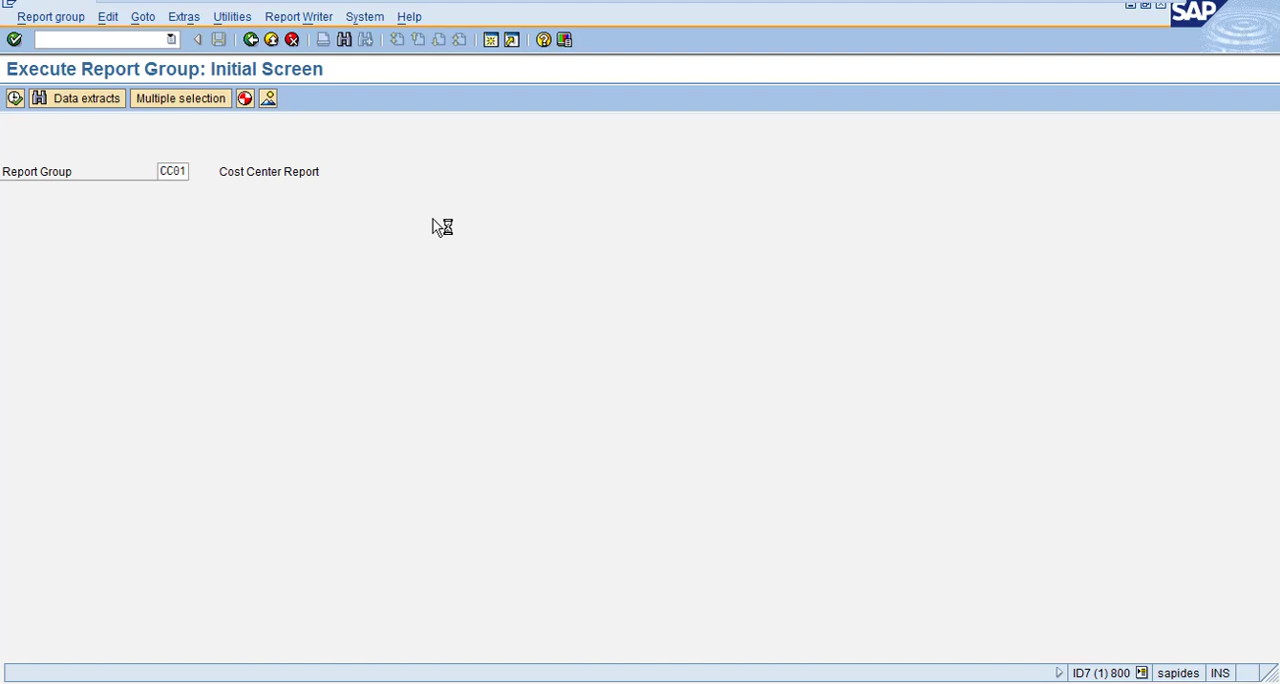 Report group Edit Goto Extras Utilities Report Writer System Help
SAP
Execute Report Group: Initial Screen
Data extracts Multiple selection
Report Group CC01 Cost Center Report
ID7 (1) 800 sapides INS